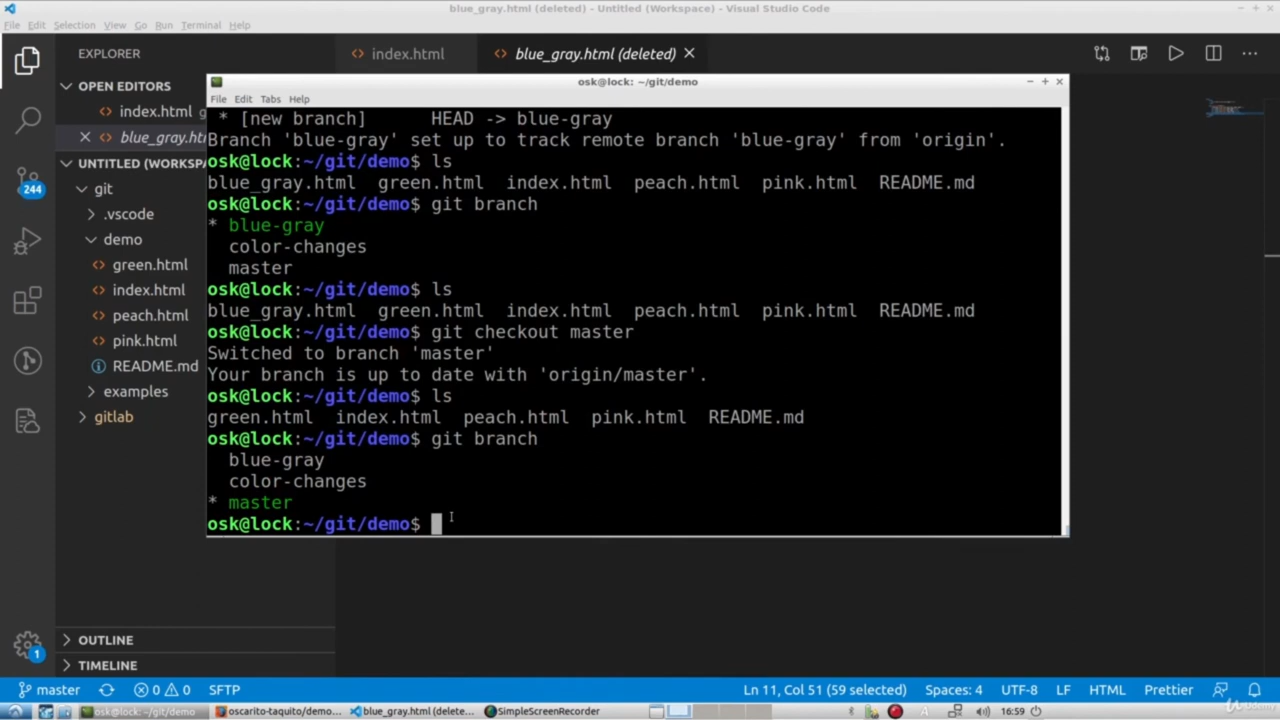 blue_gray.html (deleted) - Untitled (Workspace) - Visual Studio Code
File Edit Selection View Go Run Terminal Help
EXPLORER
index.html
blue_gray.html (deleted)
OPEN EDITORS
index.html g
blue_gray.ht
UNTITLED (WORKSPA
git
.vscode
demo
green.html
index.html
peach.html
pink.html
README.md
examples
gitlab
244
OUTLINE
TIMELINE
1
osk@lock: ~/git/demo
File Edit Tabs Help
* [new branch] HEAD -> blue-gray
Branch 'blue-gray' set up to track remote branch 'blue-gray' from 'origin'.
osk@lock:~/git/demo$ ls
blue_gray.html green.html index.html peach.html pink.html README.md
osk@lock:~/git/demo$ git branch
* blue-gray
color-changes
master
osk@lock:~/git/demo$ ls
blue_gray.html green.html index.html peach.html pink.html README.md
osk@lock:~/git/demo$ git checkout master
Switched to branch 'master'
Your branch is up to date with 'origin/master'.
osk@lock:~/git/demo$ ls
green.html index.html peach.html pink.html README.md
osk@lock:~/git/demo$ git branch
blue-gray
color-changes
* master
osk@lock:~/git/demo$
master 0 0 SFTP Ln 11, Col 51 (59 selected) Spaces: 4 UTF-8 LF HTML Prettier
osk@lock: ~/git/demo oscarito-taquito/demo... blue_gray.html (delete... SimpleScreenRecorder A 16:59
Udemy